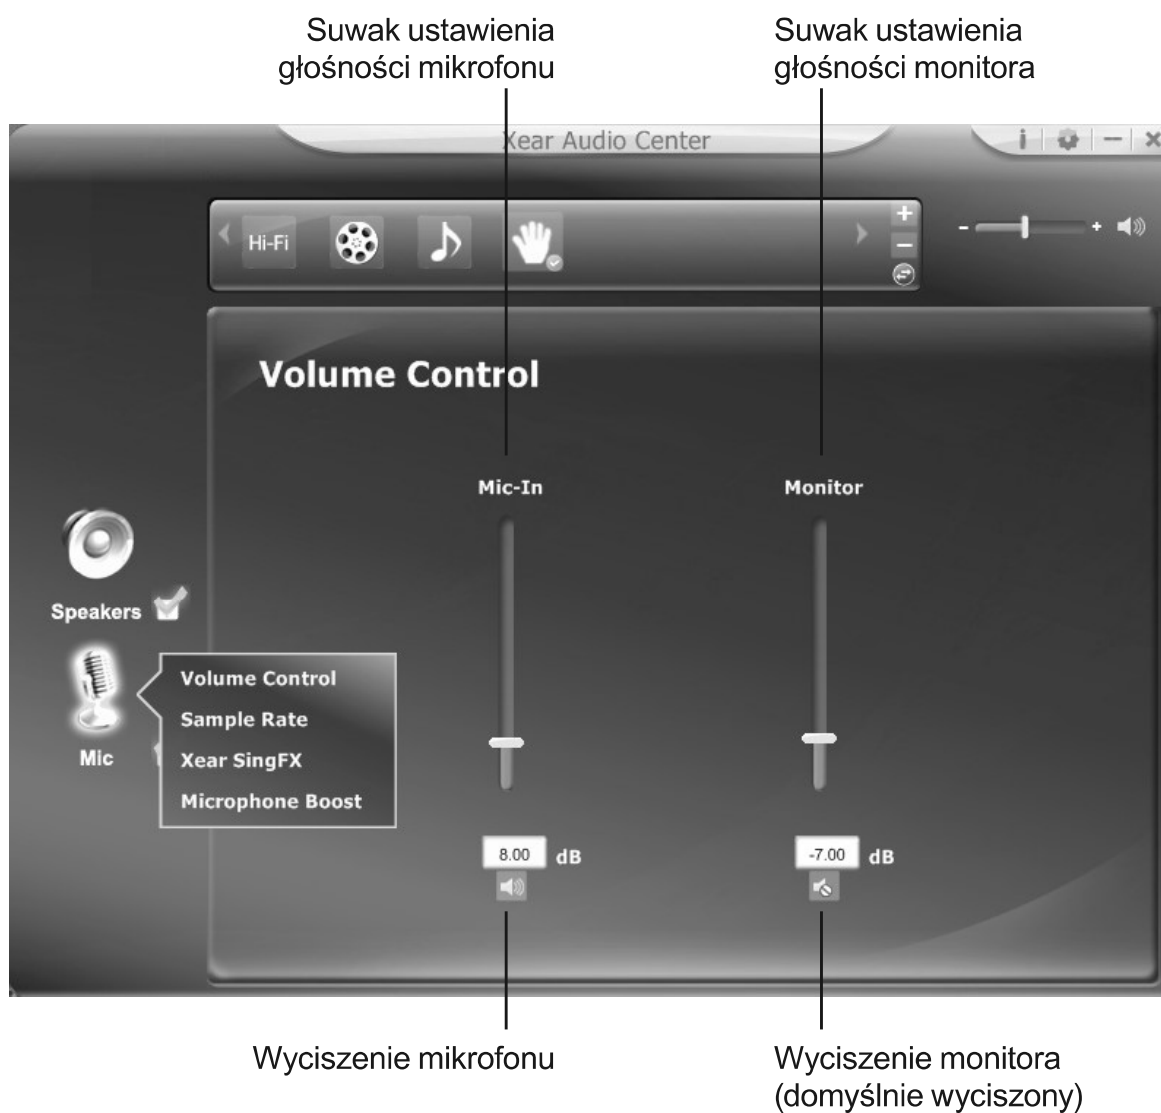 Suwak ustawienia
głośności mikrofonu
Suwak ustawienia
głośności monitora
Xear Audio Center
Hi-Fi
Volume Control
Mic-In
Monitor
Speakers
Mic
Volume Control
Sample Rate
Xear SingFX
Microphone Boost
8.00 dB
-7.00 dB
Wyciszenie mikrofonu
Wyciszenie monitora
(domyślnie wyciszony)